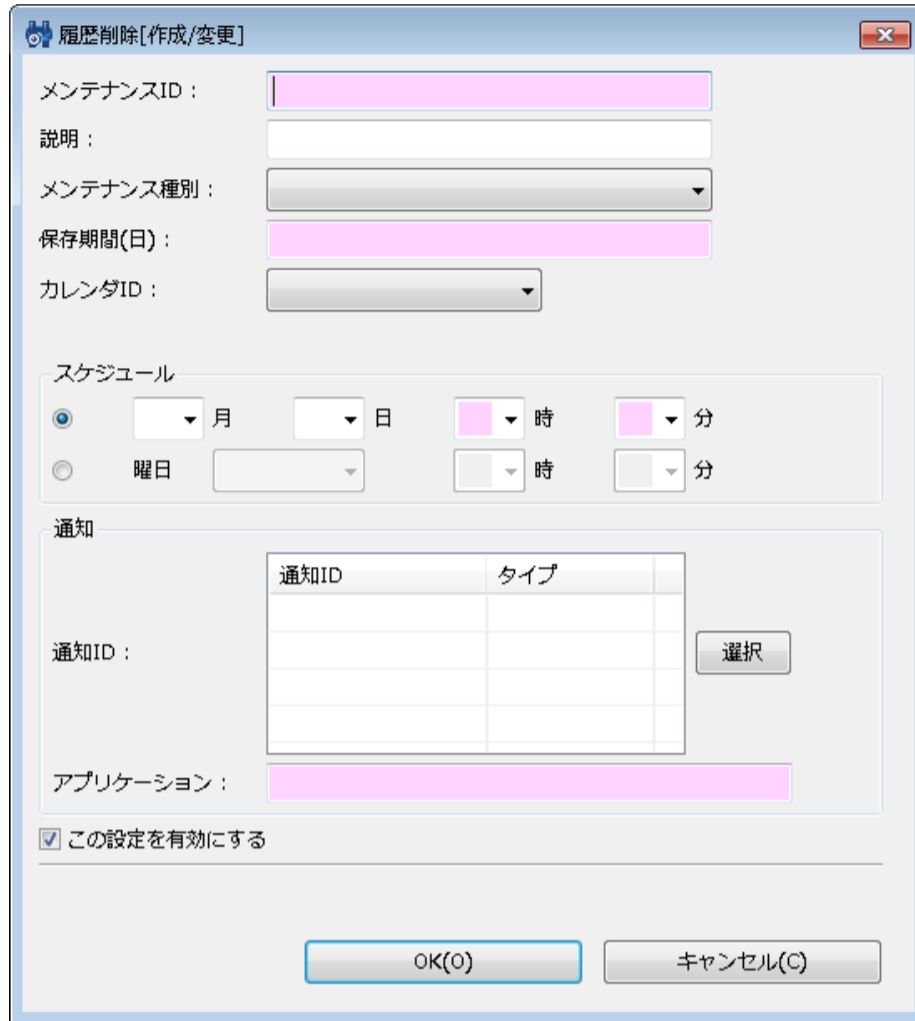 履歴削除[作成/変更]
メンテナンスID：
説明：
メンテナンス種別：
保存期間(日)：
カレンダID：
スケジュール
月 日 時 分
曜日 時 分
通知
通知ID タイプ
通知ID： 選択
アプリケーション：
この設定を有効にする
OK(O) キャンセル(C)